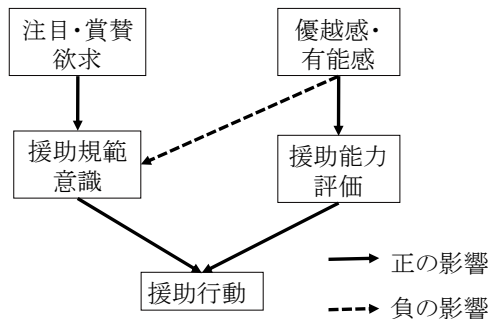 注目・賞賛
欲求
優越感・
有能感
援助規範
意識
援助能力
評価
援助行動
正の影響
負の影響